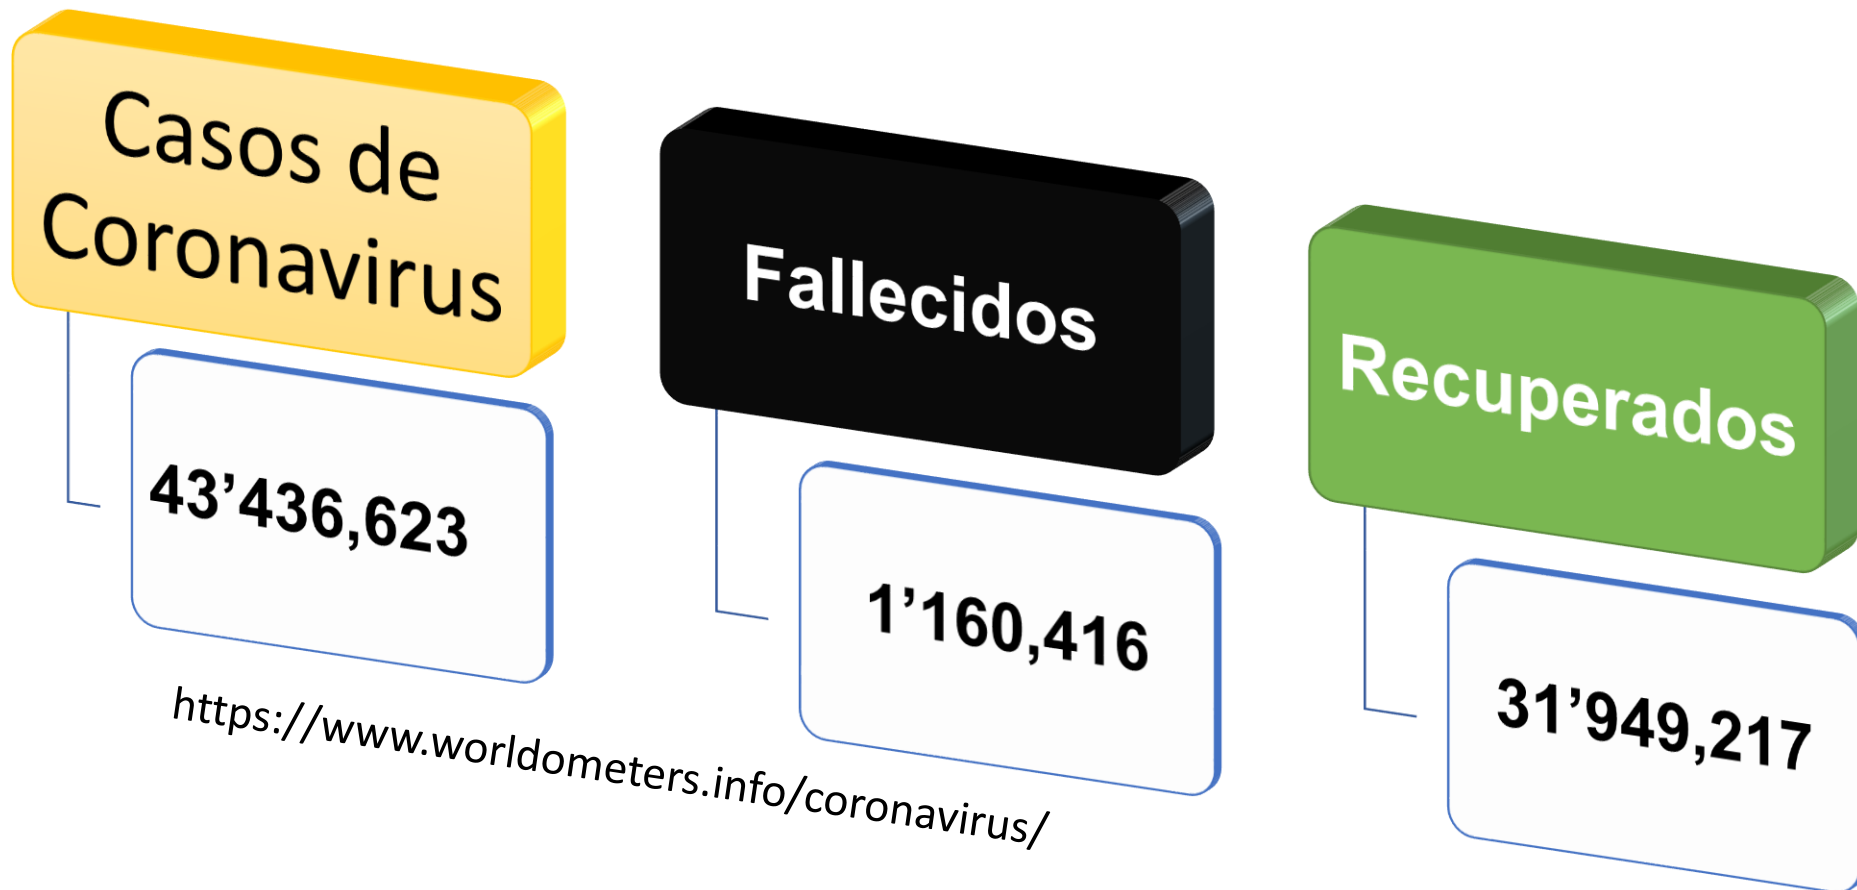 Casos de
Coronavirus
43’436,623
Fallecidos
1’160,416
Recuperados
31’949,217
https://www.worldometers.info/coronavirus/